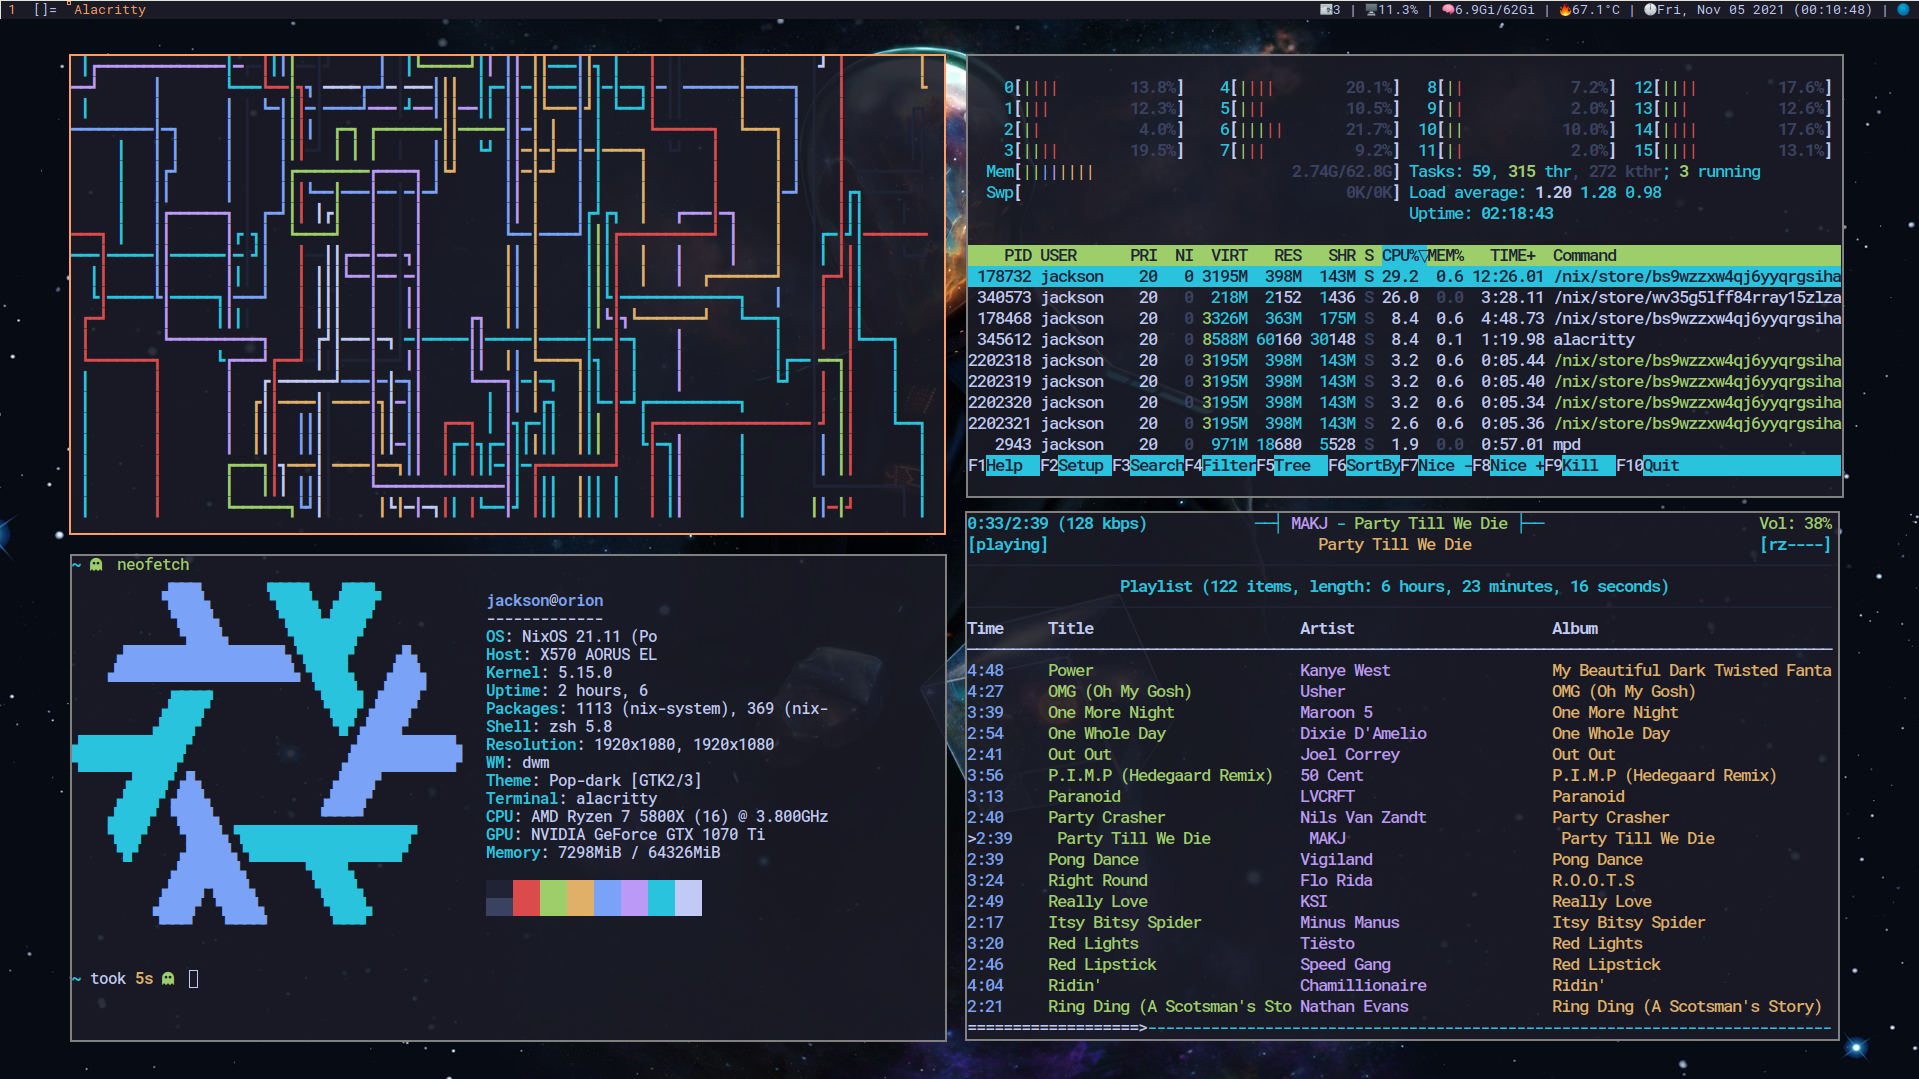 1 []= Alacritty
3 | 11.3% | 6.9Gi/62Gi | 67.1°C | Fri, Nov 05 2021 (00:10:48) |
0[|||| 13.8%] 4[|||| 20.1%] 8[|| 7.2%] 12[|||| 17.6%]
1[||| 12.3%] 5[||| 10.5%] 9[|| 2.0%] 13[||| 12.6%]
2[|| 4.0%] 6[||||| 21.7%] 10[|| 10.0%] 14[|||| 17.6%]
3[|||| 19.5%] 7[||| 9.2%] 11[|| 2.0%] 15[|||| 13.1%]
Mem[|||||||| 2.74G/62.8G] Tasks: 59, 315 thr, 272 kthr; 3 running
Swp[ 0K/0K] Load average: 1.20 1.28 0.98
Uptime: 02:18:43
PID USER PRI NI VIRT RES SHR S CPU%▽MEM% TIME+ Command
178732 jackson 20 0 3195M 398M 143M S 29.2 0.6 12:26.01 /nix/store/bs9wzzxw4qj6yyqrgsiha
340573 jackson 20 0 218M 2152 1436 S 26.0 0.0 3:28.11 /nix/store/wv35g5lff84rray15zlza
178468 jackson 20 0 3326M 363M 175M S 8.4 0.6 4:48.73 /nix/store/bs9wzzxw4qj6yyqrgsiha
345612 jackson 20 0 8588M 60160 30148 S 8.4 0.1 1:19.98 alacritty
2202318 jackson 20 0 3195M 398M 143M S 3.2 0.6 0:05.44 /nix/store/bs9wzzxw4qj6yyqrgsiha
2202319 jackson 20 0 3195M 398M 143M S 3.2 0.6 0:05.40 /nix/store/bs9wzzxw4qj6yyqrgsiha
2202320 jackson 20 0 3195M 398M 143M S 3.2 0.6 0:05.34 /nix/store/bs9wzzxw4qj6yyqrgsiha
2202321 jackson 20 0 3195M 398M 143M S 2.6 0.6 0:05.36 /nix/store/bs9wzzxw4qj6yyqrgsiha
2943 jackson 20 0 971M 18680 5528 S 1.9 0.0 0:57.01 mpd
F1Help F2Setup F3SearchF4FilterF5Tree F6SortByF7Nice -F8Nice +F9Kill F10Quit
~ neofetch
jackson@orion
-------------
OS: NixOS 21.11 (Po
Host: X570 AORUS EL
Kernel: 5.15.0
Uptime: 2 hours, 6
Packages: 1113 (nix-system), 369 (nix-
Shell: zsh 5.8
Resolution: 1920x1080, 1920x1080
WM: dwm
Theme: Pop-dark [GTK2/3]
Terminal: alacritty
CPU: AMD Ryzen 7 5800X (16) @ 3.800GHz
GPU: NVIDIA GeForce GTX 1070 Ti
Memory: 7298MiB / 64326MiB
~ took 5s
0:33/2:39 (128 kbps) ──┤ MAKJ - Party Till We Die ├── Vol: 38%
[playing] Party Till We Die [rz----]
Playlist (122 items, length: 6 hours, 23 minutes, 16 seconds)
Time Title Artist Album
4:48 Power Kanye West My Beautiful Dark Twisted Fanta
4:27 OMG (Oh My Gosh) Usher OMG (Oh My Gosh)
3:39 One More Night Maroon 5 One More Night
2:54 One Whole Day Dixie D'Amelio One Whole Day
2:41 Out Out Joel Correy Out Out
3:56 P.I.M.P (Hedegaard Remix) 50 Cent P.I.M.P (Hedegaard Remix)
3:13 Paranoid LVCRFT Paranoid
2:40 Party Crasher Nils Van Zandt Party Crasher
>2:39 Party Till We Die MAKJ Party Till We Die
2:39 Pong Dance Vigiland Pong Dance
3:24 Right Round Flo Rida R.O.O.T.S
2:49 Really Love KSI Really Love
2:17 Itsy Bitsy Spider Minus Manus Itsy Bitsy Spider
3:20 Red Lights Tiësto Red Lights
2:46 Red Lipstick Speed Gang Red Lipstick
4:04 Ridin' Chamillionaire Ridin'
2:21 Ring Ding (A Scotsman's Sto Nathan Evans Ring Ding (A Scotsman's Story)